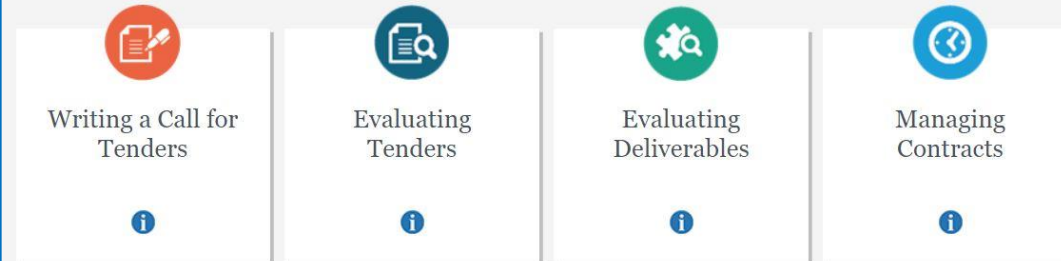 Writing a Call for
Tenders
Evaluating
Tenders
Evaluating
Deliverables
Managing
Contracts
i
i
i
i